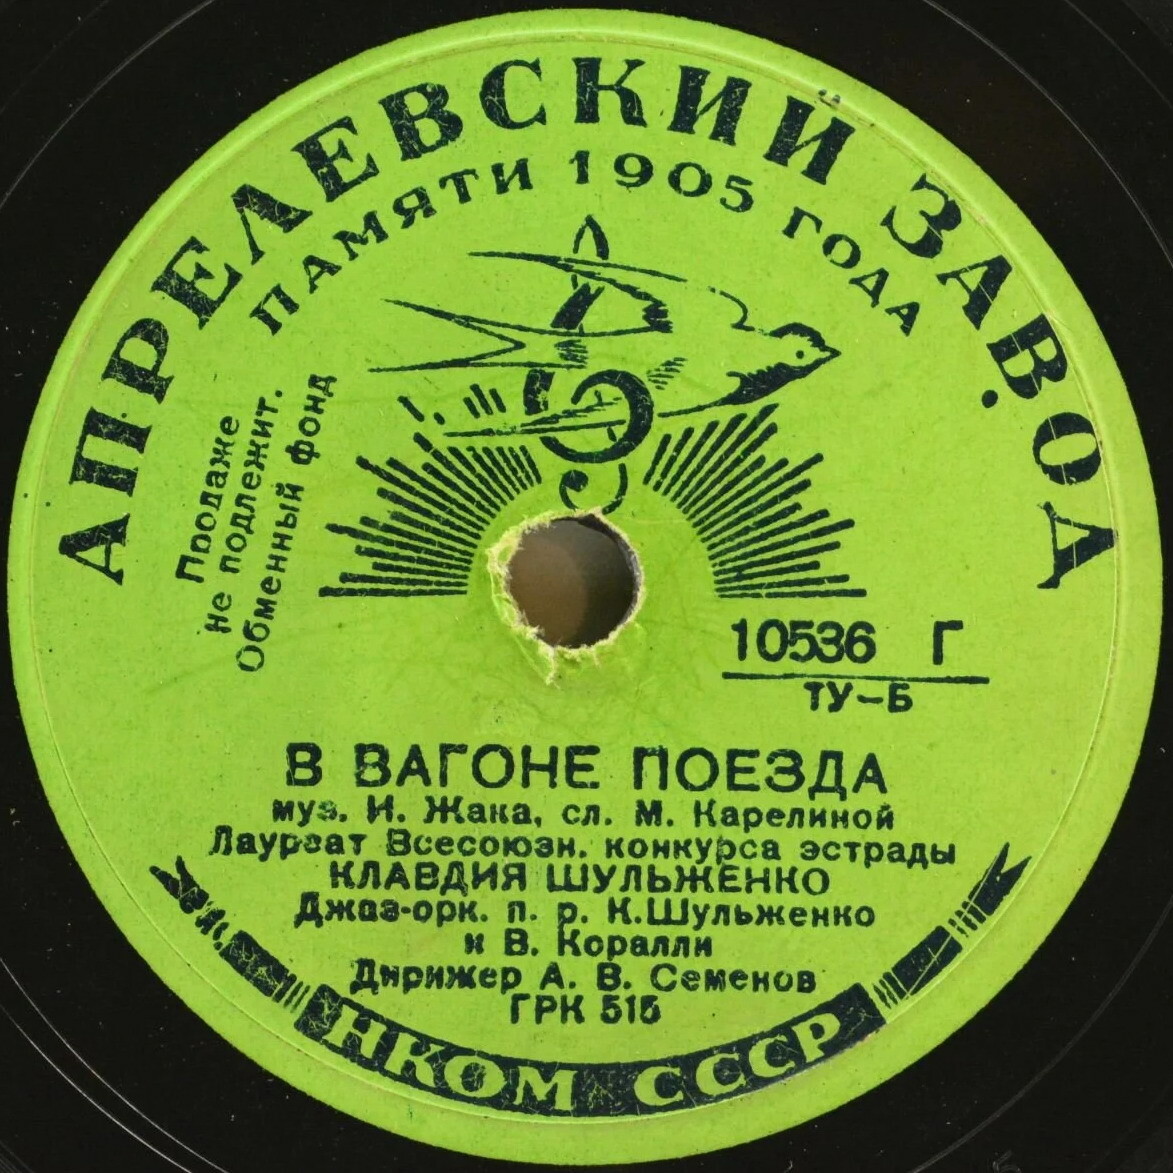 АПРЕЛЕВСКИЙ ЗАВОД
ПАМЯТИ 1905 ГОДА
Продаже
не подлежит.
Обменный фонд
10536 Г
ТУ-Б
В ВАГОНЕ ПОЕЗДА
муз. И. Жака, сл. М. Карелиной
Лауреат Всесоюзн. конкурса эстрады
КЛАВДИЯ ШУЛЬЖЕНКО
Джаз-орк. п. р. К.Шульженко
и В. Коралли
Дирижер А. В. Семенов
ГРК 515
НКОМ СССР